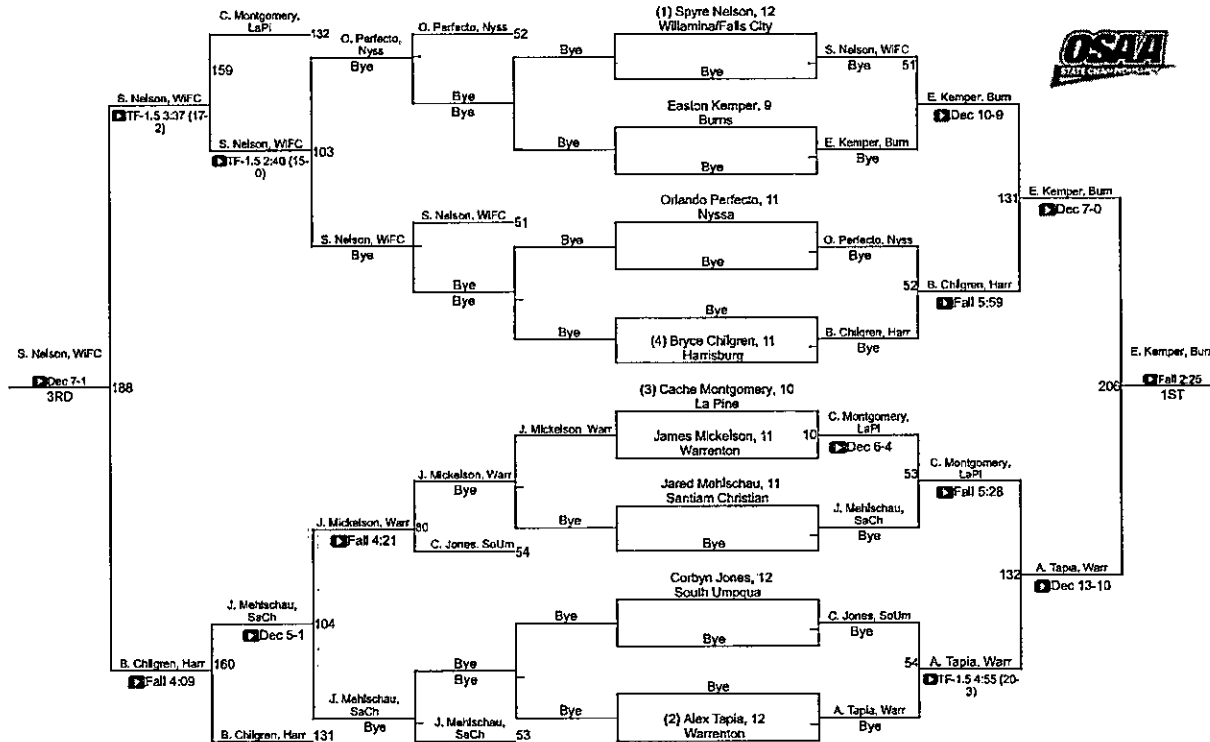 OSAA
STATE CHAMPIONSHIPS
C. Montgomery,
LaPi
132
159
S. Nelson, WiFC
TF-1.5 3:37 (17-
2)
S. Nelson, WiFC
TF-1.5 2:40 (15-
0)
103
O. Perfecto,
Nyss
Bye
O. Perfecto, Nyss
52
Bye
Bye
S. Nelson, WiFC
Bye
S. Nelson, WiFC
51
Bye
Bye
Bye
Bye
Bye
Bye
(1) Spyre Nelson, 12
Willamina/Falls City
Bye
Easton Kemper, 9
Burns
Bye
Orlando Perfecto, 11
Nyssa
Bye
(4) Bryce Chilgren, 11
Harrisburg
S. Nelson, WiFC
Bye
51
E. Kemper, Burn
Bye
E. Kemper, Burn
Dec 10-9
O. Perfecto, Nyss
52
B. Chilgren, Harr
Bye
B. Chilgren, Harr
Fall 5:59
131
E. Kemper, Burn
Dec 7-0
S. Nelson, WiFC
Dec 7-1
3RD
188
E. Kemper, Burn
Fall 2:25
1ST
206
J. Mickelson, Warr
Fall 4:21
80
J. Mickelson, Warr
Bye
C. Jones, SoUm
54
J. Mickelson, Warr
Bye
(3) Cache Montgomery, 10
La Pine
James Mickelson, 11
Warrenton
10
Jared Mehlschau, 11
Santiam Christian
Bye
C. Montgomery,
LaPi
Dec 6-4
53
J. Mehlschau,
SaCh
Bye
C. Montgomery,
LaPi
Fall 5:28
132
A. Tapia, Warr
Dec 13-10
J. Mehlschau,
SaCh
Dec 5-1
104
B. Chilgren, Harr
Fall 4:09
160
B. Chilgren, Harr
131
J. Mehlschau,
SaCh
Bye
Bye
Bye
J. Mehlschau,
SaCh
53
Bye
Bye
Corbyn Jones, 12
South Umpqua
Bye
Bye
(2) Alex Tapia, 12
Warrenton
C. Jones, SoUm
Bye
54
A. Tapia, Warr
Bye
A. Tapia, Warr
TF-1.5 4:55 (20-
3)